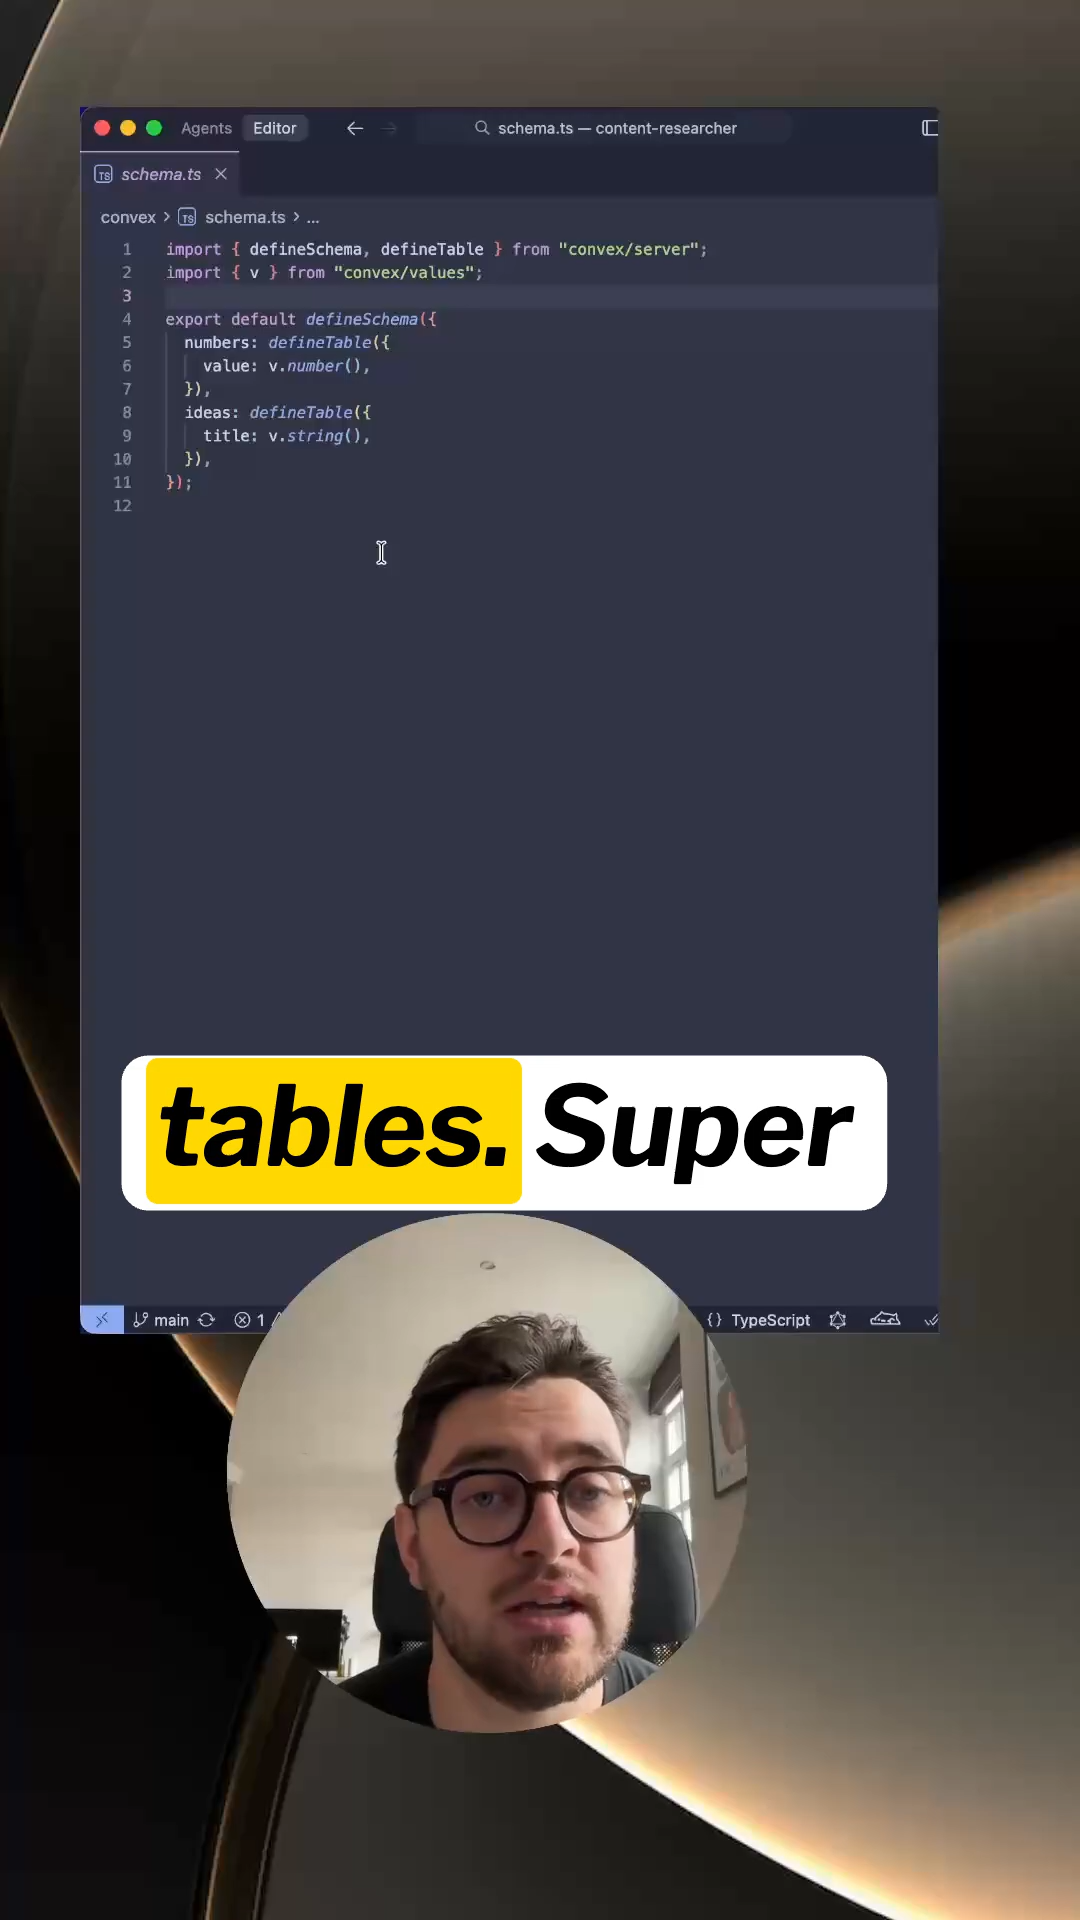 Agents Editor schema.ts — content-researcher
TS schema.ts
convex > TS schema.ts > ...
1 import { defineSchema, defineTable } from "convex/server";
2 import { v } from "convex/values";
3
4 export default defineSchema({
5 numbers: defineTable({
6 value: v.number(),
7 }),
8 ideas: defineTable({
9 title: v.string(),
10 }),
11 });
12
tables. Super
main 1 {} TypeScript